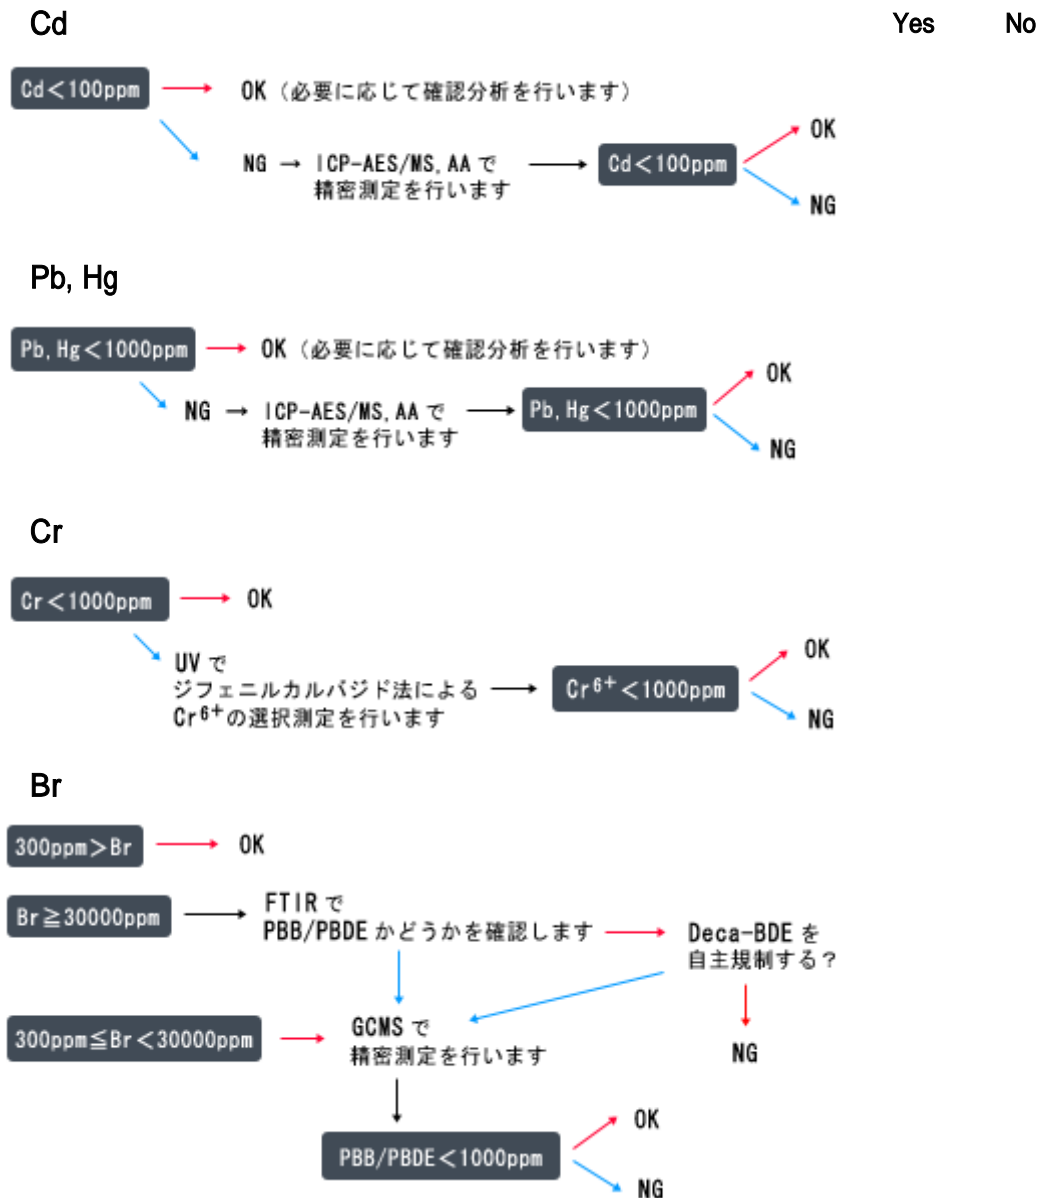 Cd
Yes No
Cd<100ppm
OK（必要に応じて確認分析を行います）
NG → ICP-AES/MS, AA で
精密測定を行います
Cd<100ppm
OK
NG
Pb, Hg
Pb, Hg<1000ppm
OK（必要に応じて確認分析を行います）
NG → ICP-AES/MS, AA で
精密測定を行います
Pb, Hg<1000ppm
OK
NG
Cr
Cr<1000ppm
OK
UV で
ジフェニルカルバジド法による
Cr⁶⁺の選択測定を行います
Cr⁶⁺<1000ppm
OK
NG
Br
300ppm>Br
OK
Br≧30000ppm
FTIR で
PBB/PBDE かどうかを確認します
Deca-BDE を
自主規制する？
NG
300ppm≦Br<30000ppm
GCMS で
精密測定を行います
PBB/PBDE<1000ppm
OK
NG